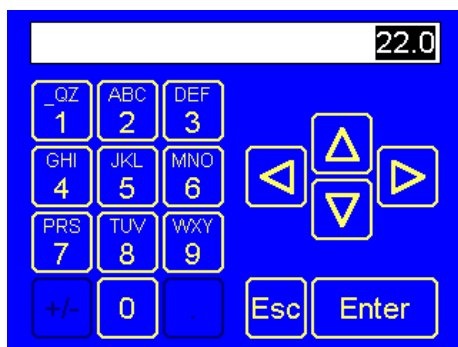 22.0
_QZ ABC DEF
1 2 3
GHI JKL MNO
4 5 6
PRS TUV WXY
7 8 9
+/- 0 .
Esc Enter